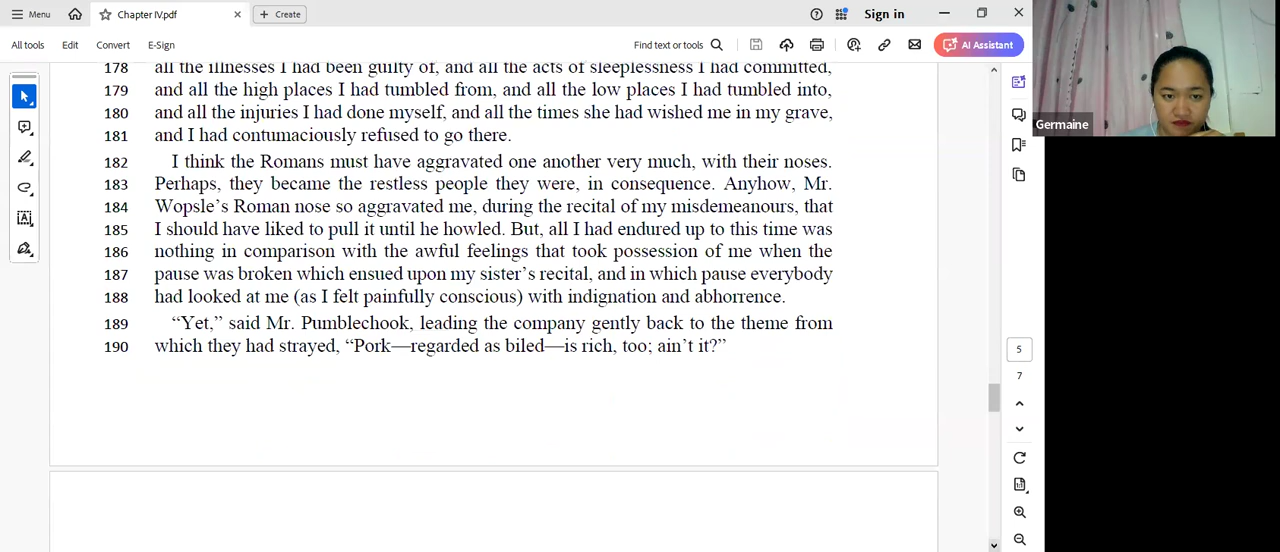 Menu
Chapter IV.pdf
Create
Sign in
All tools
Edit
Convert
E-Sign
Find text or tools
AI Assistant
178 all the illnesses I had been guilty of, and all the acts of sleeplessness I had committed,
179 and all the high places I had tumbled from, and all the low places I had tumbled into,
180 and all the injuries I had done myself, and all the times she had wished me in my grave,
181 and I had contumaciously refused to go there.
182 I think the Romans must have aggravated one another very much, with their noses.
183 Perhaps, they became the restless people they were, in consequence. Anyhow, Mr.
184 Wopsle’s Roman nose so aggravated me, during the recital of my misdemeanours, that
185 I should have liked to pull it until he howled. But, all I had endured up to this time was
186 nothing in comparison with the awful feelings that took possession of me when the
187 pause was broken which ensued upon my sister’s recital, and in which pause everybody
188 had looked at me (as I felt painfully conscious) with indignation and abhorrence.
189 “Yet,” said Mr. Pumblechook, leading the company gently back to the theme from
190 which they had strayed, “Pork—regarded as biled—is rich, too; ain’t it?”
5
7
Germaine